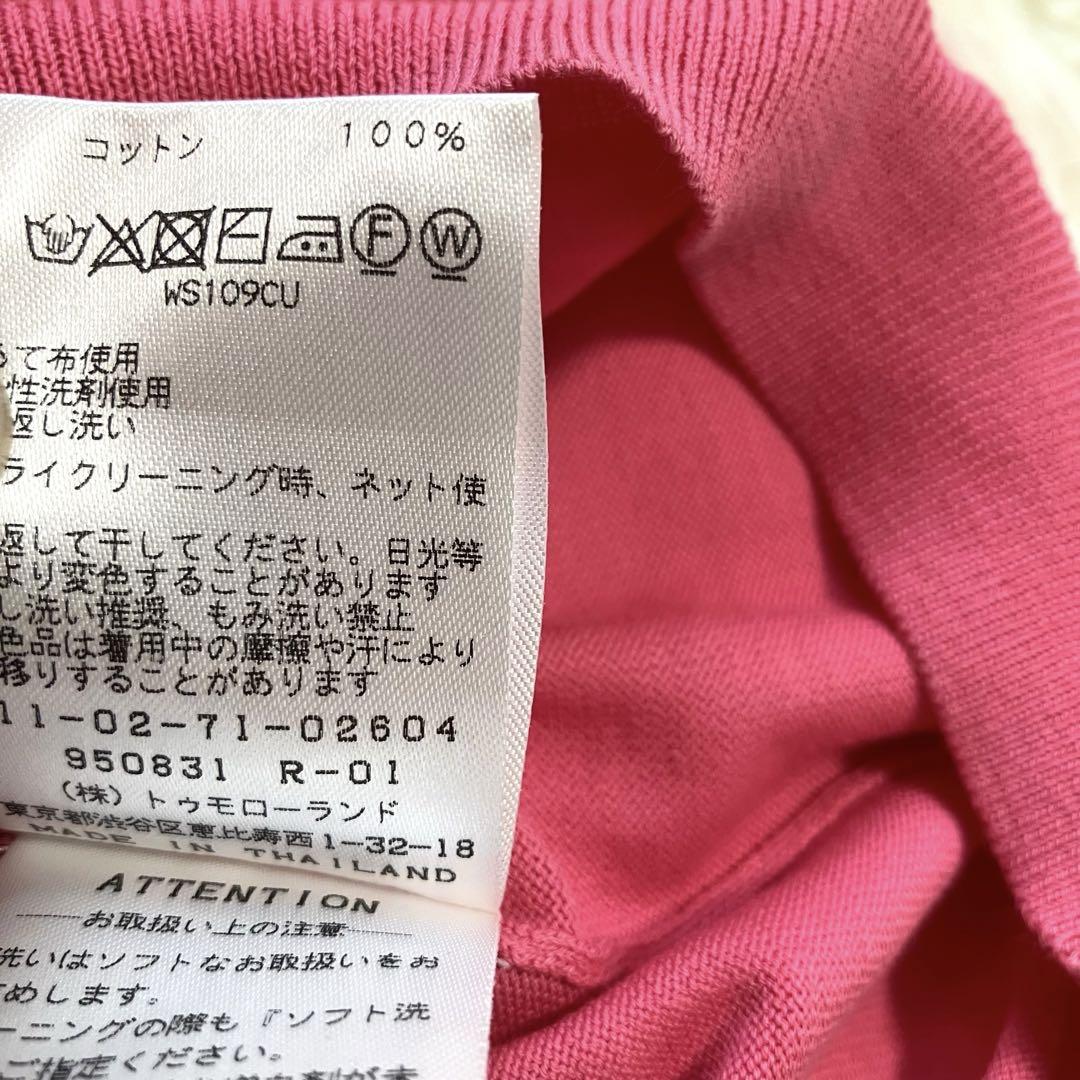 コットン 100%
F W
WS109CU
て布使用
性洗剤使用
返し洗い
ライクリーニング時、ネット使
返して干してください。日光等
より変色することがあります
し洗い推奨、もみ洗い禁止
色品は着用中の摩擦や汗により
移りすることがあります
11-02-71-02604
950831 R-01
(株)トゥモローランド
東京都渋谷区恵比寿西1-32-18
MADE IN THAILAND
ATTENTION
お取扱い上の注意
洗いはソフトなお取扱いをお
めします。
ーニングの際も『ソフト洗
ご指定ください。